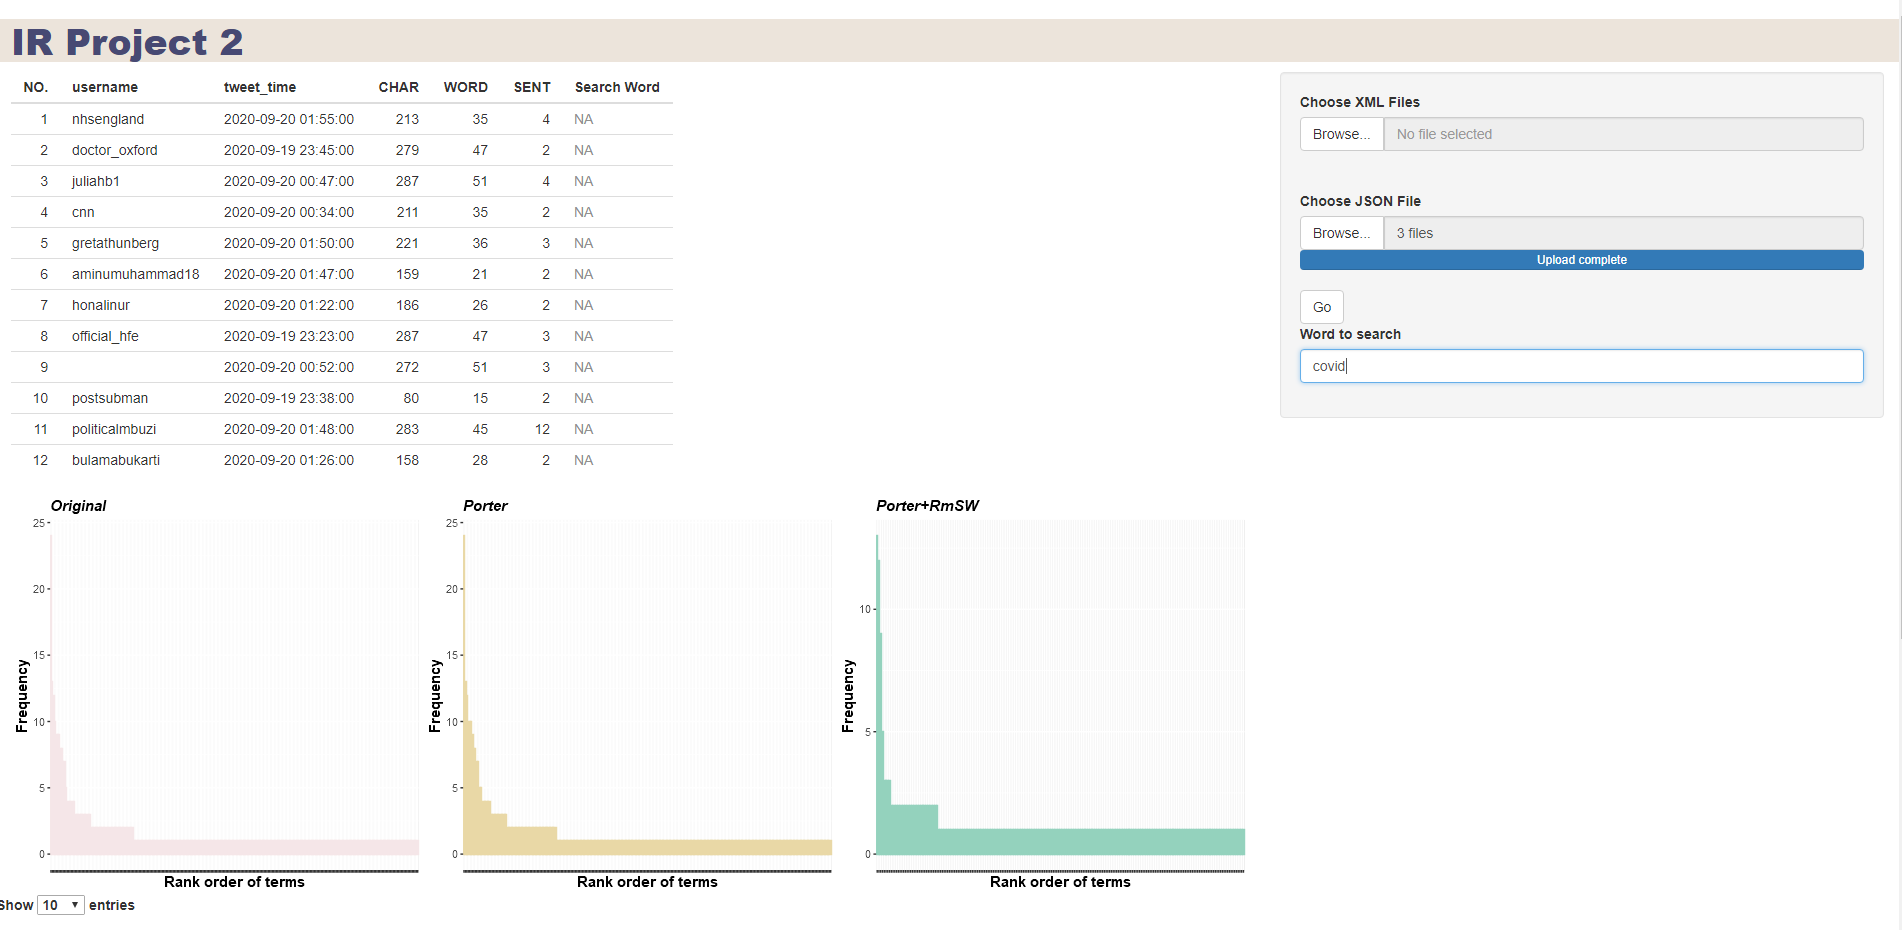 IR Project 2
NO. username tweet_time CHAR WORD SENT Search Word
1 nhsengland 2020-09-20 01:55:00 213 35 4 NA
2 doctor_oxford 2020-09-19 23:45:00 279 47 2 NA
3 juliahb1 2020-09-20 00:47:00 287 51 4 NA
4 cnn 2020-09-20 00:34:00 211 35 2 NA
5 gretathunberg 2020-09-20 01:50:00 221 36 3 NA
6 aminumuhammad18 2020-09-20 01:47:00 159 21 2 NA
7 honalinur 2020-09-20 01:22:00 186 26 2 NA
8 official_hfe 2020-09-19 23:23:00 287 47 3 NA
9 2020-09-20 00:52:00 272 51 3 NA
10 postsubman 2020-09-19 23:38:00 80 15 2 NA
11 politicalmbuzi 2020-09-20 01:48:00 283 45 12 NA
12 bulamabukarti 2020-09-20 01:26:00 158 28 2 NA
Choose XML Files
Browse... No file selected
Choose JSON File
Browse... 3 files
Upload complete
Go
Word to search
covid
Original
25
20
15
10
5
0
Frequency
Rank order of terms
Porter
25
20
15
10
5
0
Frequency
Rank order of terms
Porter+RmSW
10
5
0
Frequency
Rank order of terms
Show 10 entries